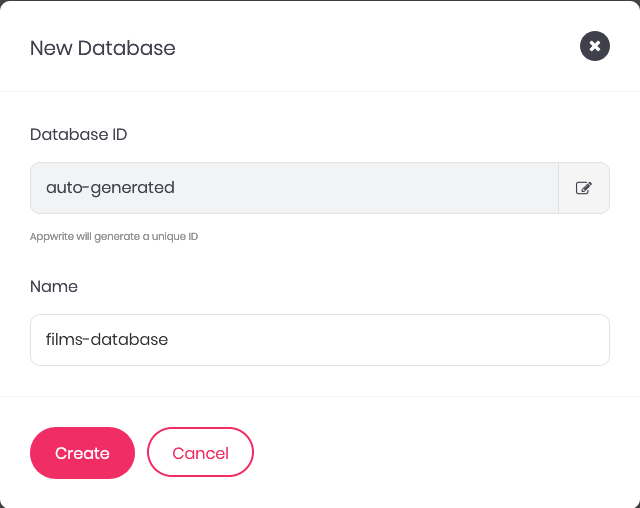 New Database
Database ID
auto-generated
Appwrite will generate a unique ID
Name
films-database
Create
Cancel